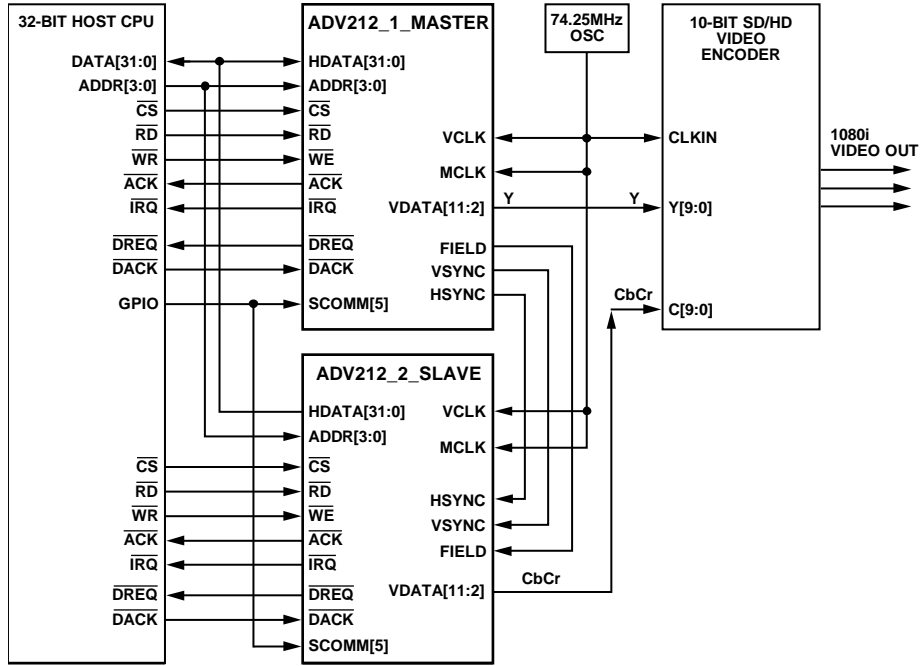 32-BIT HOST CPU
DATA[31:0]
ADDR[3:0]
CS
RD
WR
ACK
IRQ
DREQ
DACK
GPIO
CS
RD
WR
ACK
IRQ
DREQ
DACK
ADV212_1_MASTER
HDATA[31:0]
ADDR[3:0]
CS
RD
WE
ACK
IRQ
DREQ
DACK
SCOMM[5]
VCLK
MCLK
VDATA[11:2]
FIELD
VSYNC
HSYNC
ADV212_2_SLAVE
HDATA[31:0]
ADDR[3:0]
CS
RD
WE
ACK
IRQ
DREQ
DACK
SCOMM[5]
VCLK
MCLK
HSYNC
VSYNC
FIELD
VDATA[11:2]
74.25MHz
OSC
Y
Y
CbCr
CbCr
10-BIT SD/HD
VIDEO
ENCODER
CLKIN
Y[9:0]
C[9:0]
1080i
VIDEO OUT